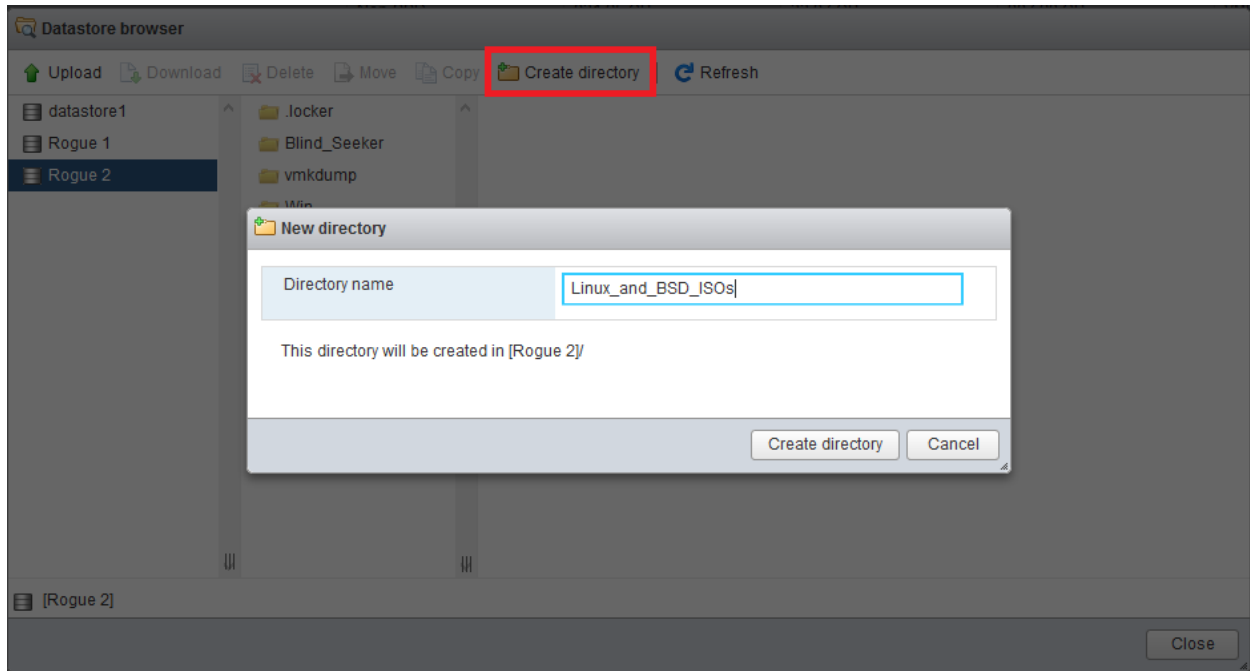 Datastore browser
Upload Download Delete Move Copy Create directory Refresh
datastore1 .locker
Rogue 1 Blind_Seeker
Rogue 2 vmkdump
Win
New directory
Directory name Linux_and_BSD_ISOs
This directory will be created in [Rogue 2]/
Create directory Cancel
[Rogue 2]
Close